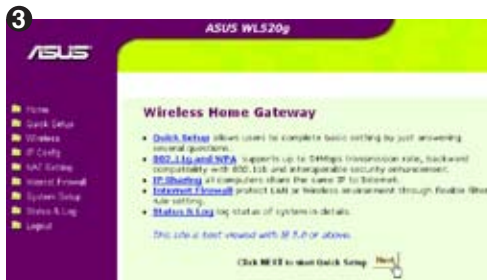 3
ASUS WL520g
ASUS
Home
Quick Setup
Wireless
IP Config
NAT Setting
Internet Firewall
System Setup
Status & Log
Logout
Wireless Home Gateway
• Quick Setup allows users to complete basic setting by just answering
several questions.
• 802.11g and WPA supports up to 54Mbps transmission rate, backward
compatibility with 802.11b and interoperable security enhancement.
• IP Sharing all computers share the same IP to Internet.
• Internet Firewall protect LAN or Wireless environment through flexible filter
rule setting.
• Status & Log log status of system in details.
This site is best viewed with IE 5.0 or above.
Click NEXT to start Quick Setup Next